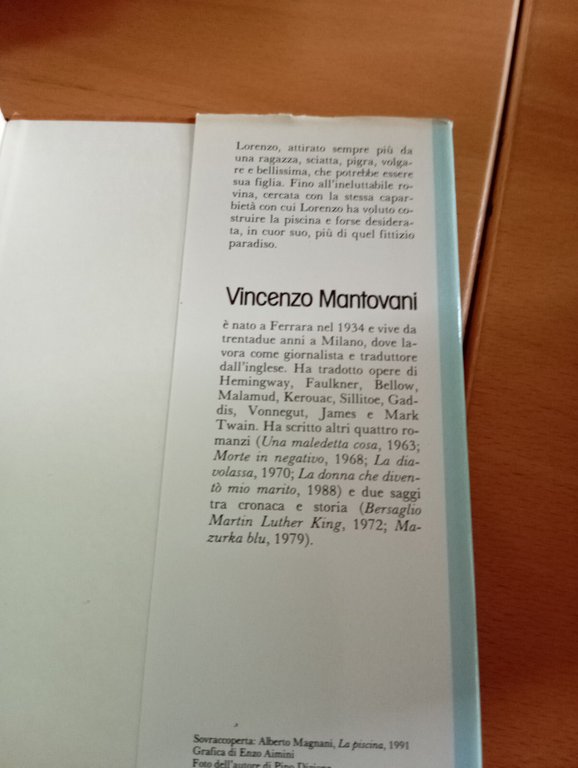 Lorenzo, attirato sempre più da
una ragazza, sciatta, pigra, volga-
re e bellissima, che potrebbe essere
sua figlia. Fino all'ineluttabile ro-
vina, cercata con la stessa capar-
bietà con cui Lorenzo ha voluto co-
struire la piscina e forse desidera-
ta, in cuor suo, più di quel fittizio
paradiso.
Vincenzo Mantovani
è nato a Ferrara nel 1934 e vive da
trentadue anni a Milano, dove la-
vora come giornalista e traduttore
dall'inglese. Ha tradotto opere di
Hemingway, Faulkner, Bellow,
Malamud, Kerouac, Sillitoe, Gad-
dis, Vonnegut, James e Mark
Twain. Ha scritto altri quattro ro-
manzi (Una maledetta cosa, 1963;
Morte in negativo, 1968; La dia-
volassa, 1970; La donna che diven-
tò mio marito, 1988) e due saggi
tra cronaca e storia (Bersaglio
Martin Luther King, 1972; Ma-
zurka blu, 1979).
Sovraccoperta: Alberto Magnani, La piscina, 1991
Grafica di Enzo Aimini
Foto dell'autore di Pino